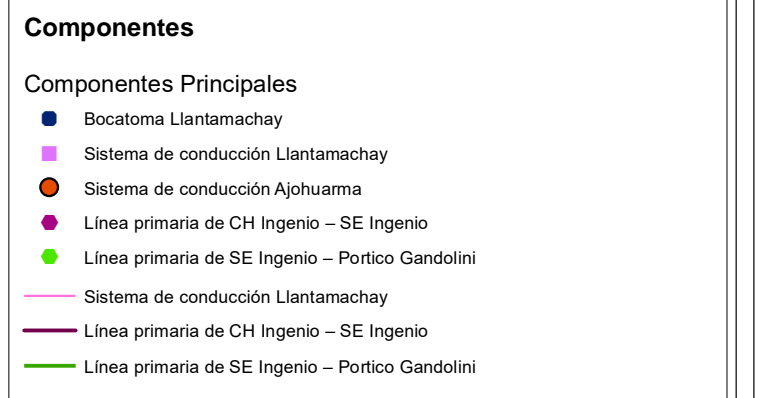 Componentes
Componentes Principales
Bocatoma Llantamachay
Sistema de conducción Llantamachay
Sistema de conducción Ajohuarma
Línea primaria de CH Ingenio – SE Ingenio
Línea primaria de SE Ingenio – Portico Gandolini
Sistema de conducción Llantamachay
Línea primaria de CH Ingenio – SE Ingenio
Línea primaria de SE Ingenio – Portico Gandolini